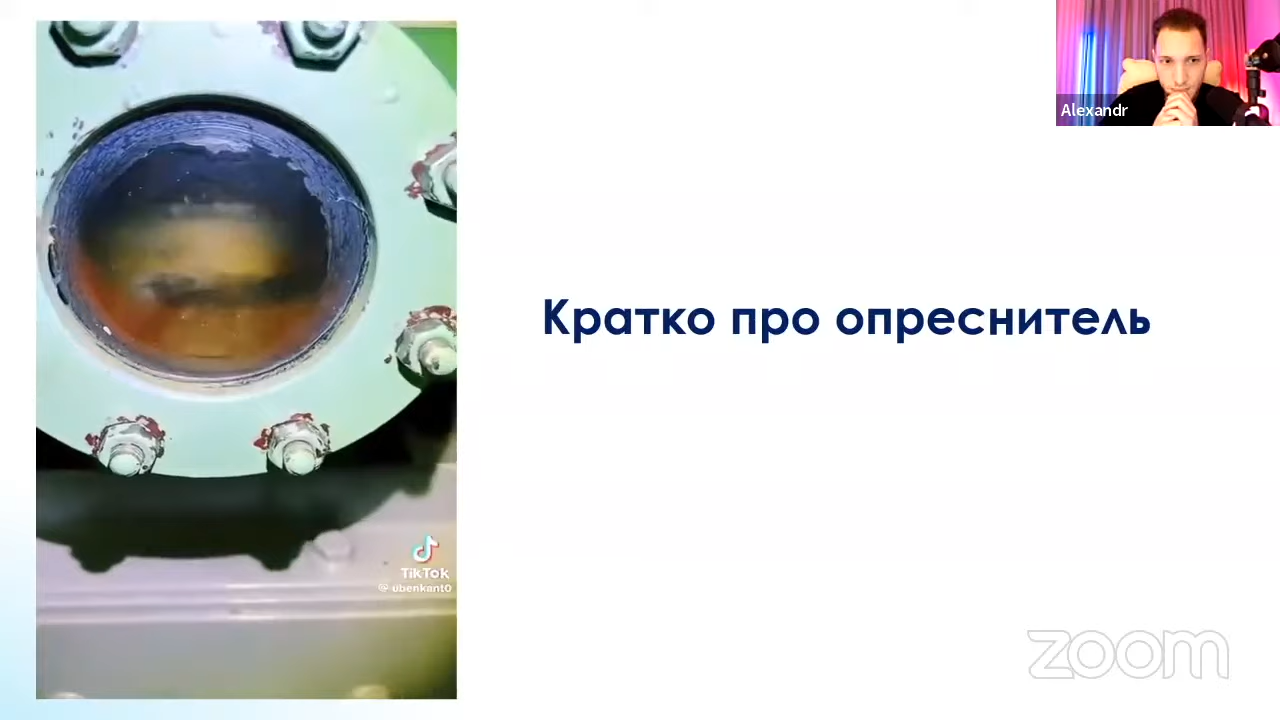 Alexandr
Кратко про опреснитель
TikTok
@ ubenkant0
zoom